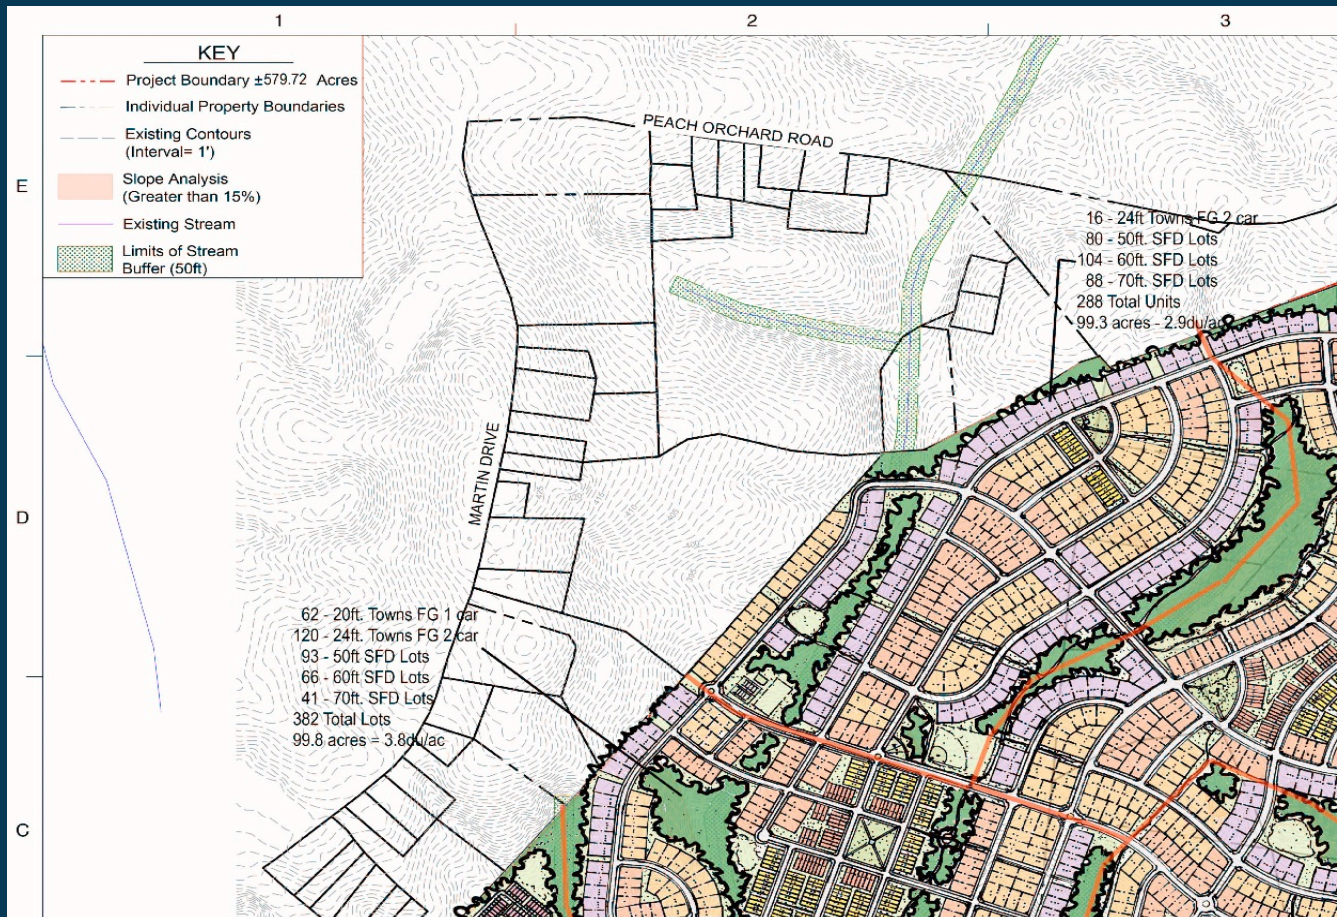 1
2
3
E
D
C
KEY
Project Boundary ±579.72 Acres
Individual Property Boundaries
Existing Contours
(Interval= 1')
Slope Analysis
(Greater than 15%)
Existing Stream
Limits of Stream
Buffer (50ft)
PEACH ORCHARD ROAD
16 - 24ft Towns FG 2 car
80 - 50ft. SFD Lots
104 - 60ft. SFD Lots
88 - 70ft. SFD Lots
288 Total Units
99.3 acres - 2.9du/ac
MARTIN DRIVE
62 - 20ft. Towns FG 1 car
120 - 24ft. Towns FG 2 car
93 - 50ft SFD Lots
66 - 60ft SFD Lots
41 - 70ft. SFD Lots
382 Total Lots
99.8 acres = 3.8du/ac